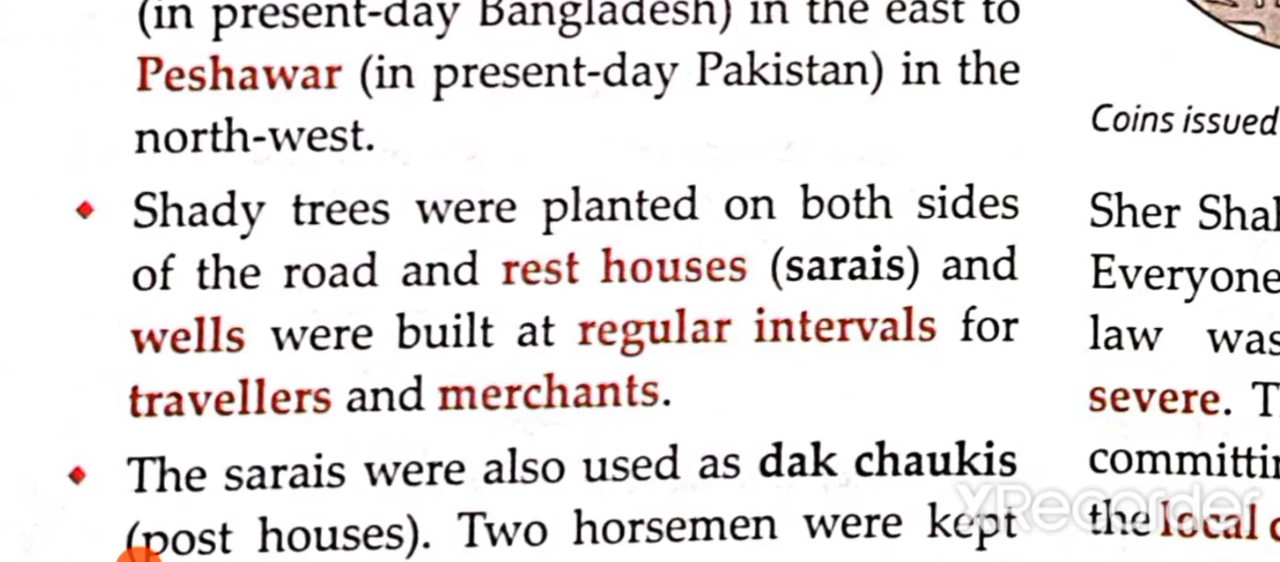 (in present-day Bangladesh) in the east to
Peshawar (in present-day Pakistan) in the
north-west.
Shady trees were planted on both sides
of the road and rest houses (sarais) and
wells were built at regular intervals for
travellers and merchants.
The sarais were also used as dak chaukis
(post houses). Two horsemen were kept
Coins issued
Sher Shah
Everyone
law was
severe. T
committin
the local c
XRecorder